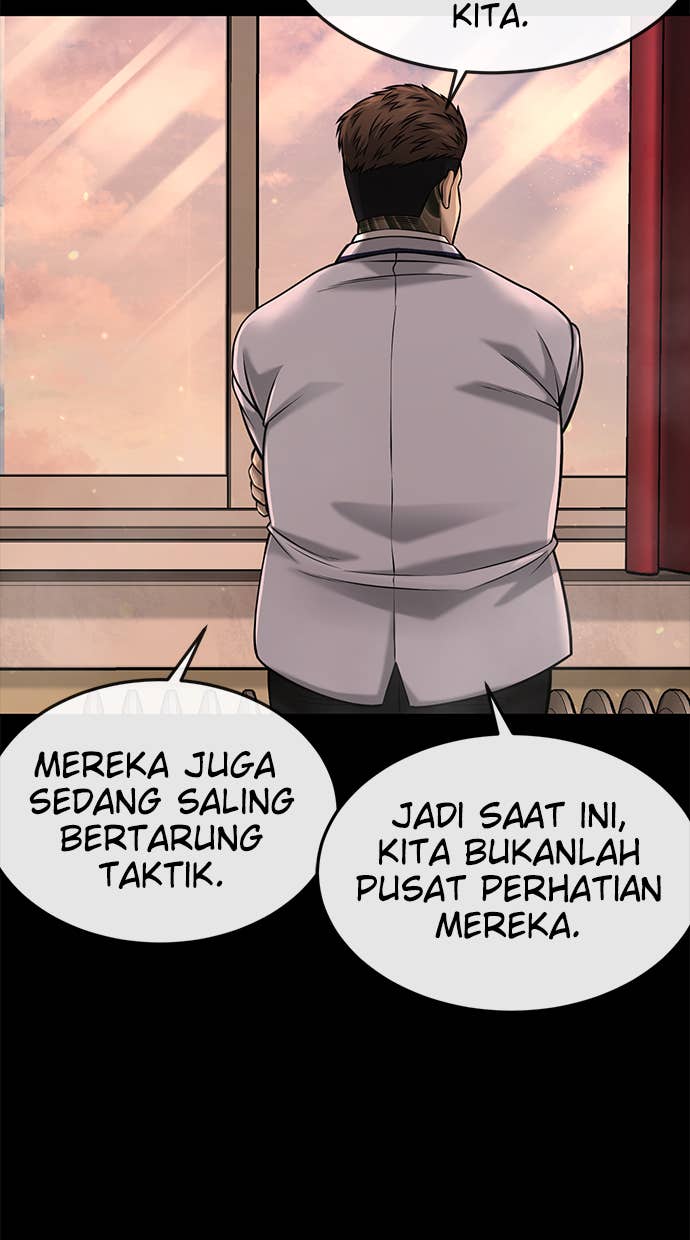 KITA.
MEREKA JUGA
SEDANG SALING
BERTARUNG
TAKTIK.
JADI SAAT INI,
KITA BUKANLAH
PUSAT PERHATIAN
MEREKA.